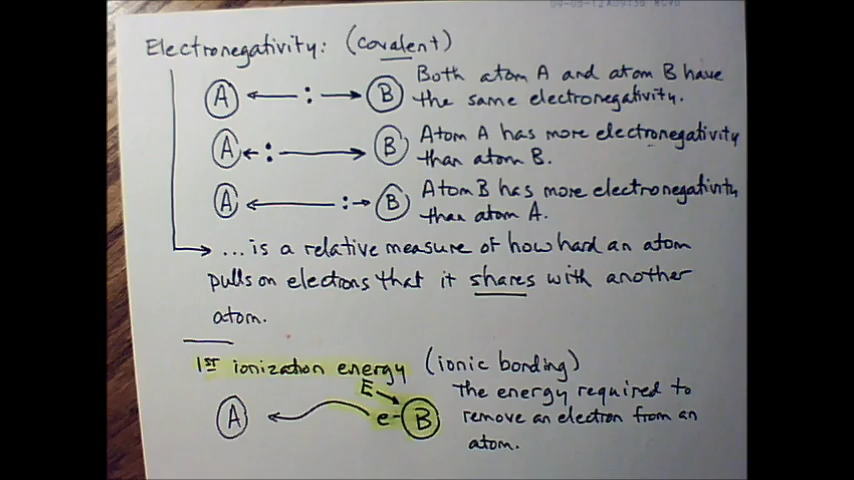 Electronegativity: (covalent)
A : B Both atom A and atom B have
the same electronegativity.
A : B Atom A has more electronegativity
than atom B.
A : B Atom B has more electronegativity
than atom A.
... is a relative measure of how hard an atom
pulls on electrons that it shares with another
atom.
1st ionization energy (ionic bonding)
E The energy required to
A e- B remove an electron from an
atom.